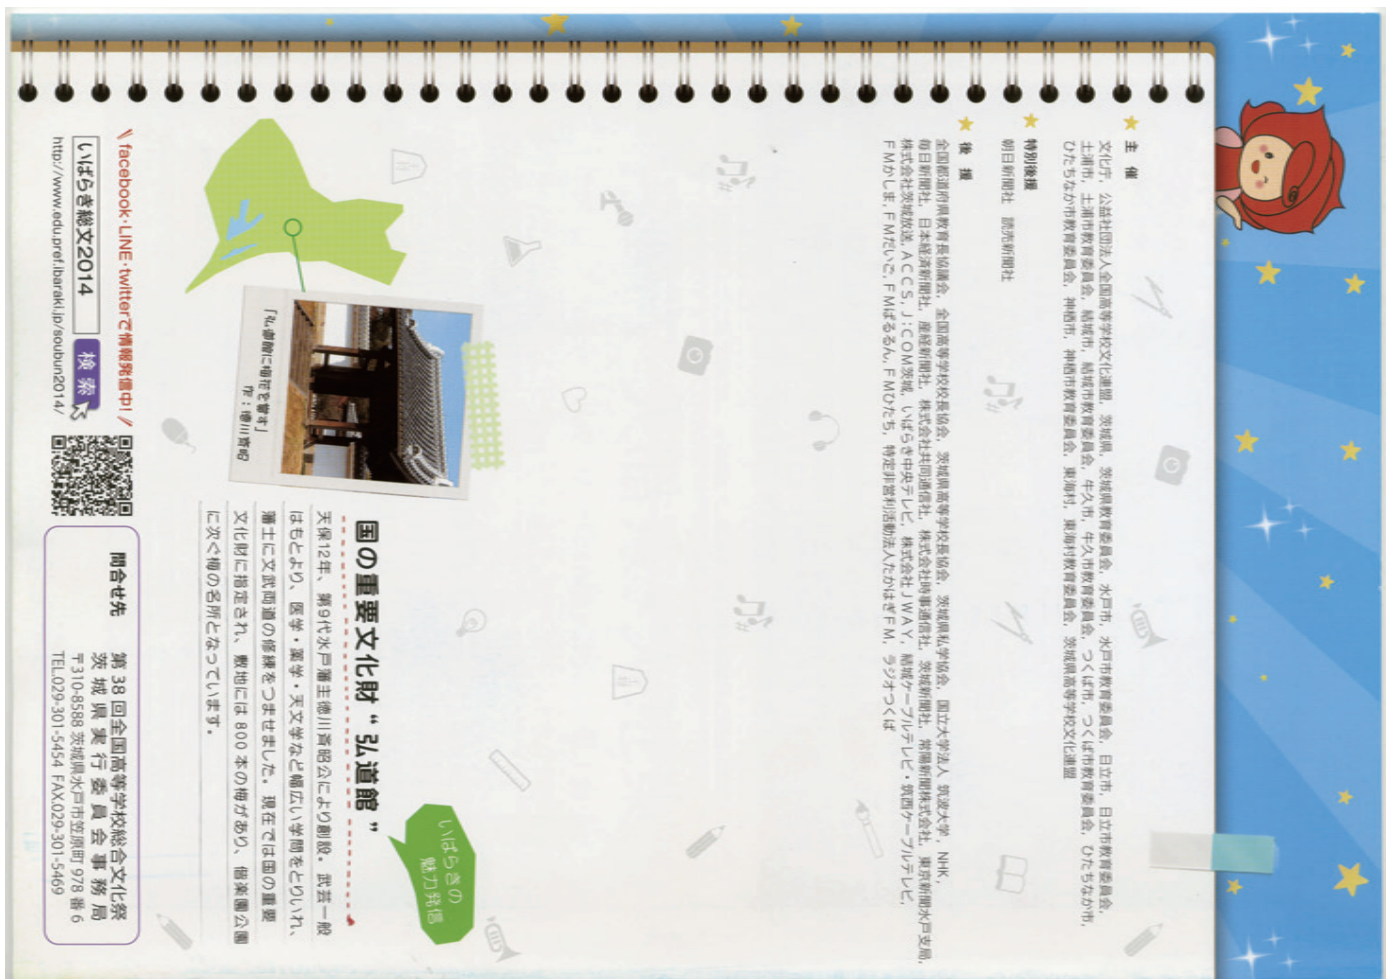 主 催
文化庁，公益社団法人全国高等学校文化連盟，茨城県，茨城県教育委員会，水戸市，水戸市教育委員会，日立市，日立市教育委員会，
土浦市，土浦市教育委員会，結城市，結城市教育委員会，牛久市，牛久市教育委員会，つくば市，つくば市教育委員会，ひたちなか市，
ひたちなか市教育委員会，神栖市，神栖市教育委員会，東海村，東海村教育委員会，茨城県高等学校文化連盟
特別後援
朝日新聞社 読売新聞社
後 援
全国都道府県教育長協議会，全国高等学校校長協会，茨城県高等学校長協会，茨城県私学協会，国立大学法人 筑波大学，NHK，
毎日新聞社，日本経済新聞社，産経新聞社，株式会社共同通信社，株式会社時事通信社，茨城新聞社，常陽新聞株式会社，東京新聞水戸支局，
株式会社茨城放送，ACCS，J:COM茨城，いばらき中央テレビ，株式会社JWAY，結城ケーブルテレビ・筑西ケーブルテレビ，
FMかしま，FMだいご，FMぱるるん，FMひたち，特定非営利活動法人たかはぎFM，ラジオつくば
いばらきの
魅力発信
国の重要文化財“弘道館”
天保12年、第9代水戸藩主徳川斉昭公により創設。武芸一般
はもとより、医学・薬学・天文学など幅広い学問をとりいれ、
藩士に文武両道の修練をつませました。現在では国の重要
文化財に指定され、敷地には800本の梅があり、偕楽園公園
に次ぐ梅の名所となっています。
「弘道館に梅花を賞す」
作：徳川斉昭
facebook・LINE・twitterで情報発信中！
いばらき総文2014
検索
http://www.edu.pref.ibaraki.jp/soubun2014/
問合せ先
第38回全国高等学校総合文化祭
茨城県実行委員会事務局
〒310-8588 茨城県水戸市笠原町978番6
TEL.029-301-5454 FAX.029-301-5469